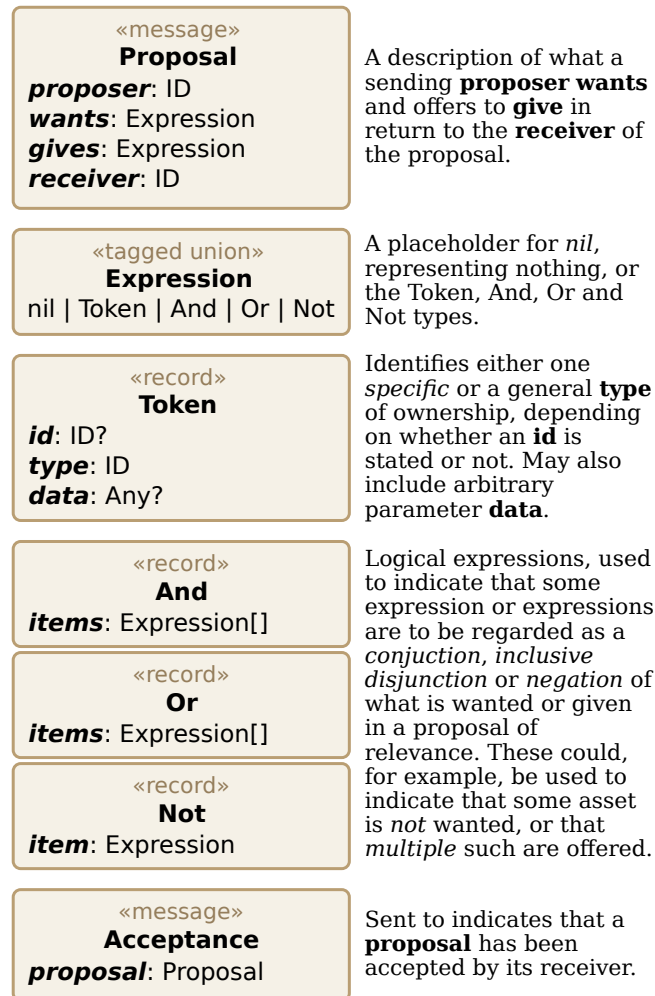 «message»
Proposal
proposer: ID
wants: Expression
gives: Expression
receiver: ID
A description of what a
sending proposer wants
and offers to give in
return to the receiver of
the proposal.
«tagged union»
Expression
nil | Token | And | Or | Not
A placeholder for nil,
representing nothing, or
the Token, And, Or and
Not types.
«record»
Token
id: ID?
type: ID
data: Any?
Identifies either one
specific or a general type
of ownership, depending
on whether an id is
stated or not. May also
include arbitrary
parameter data.
«record»
And
items: Expression[]
«record»
Or
items: Expression[]
«record»
Not
item: Expression
Logical expressions, used
to indicate that some
expression or expressions
are to be regarded as a
conjuction, inclusive
disjunction or negation of
what is wanted or given
in a proposal of
relevance. These could,
for example, be used to
indicate that some asset
is not wanted, or that
multiple such are offered.
«message»
Acceptance
proposal: Proposal
Sent to indicates that a
proposal has been
accepted by its receiver.